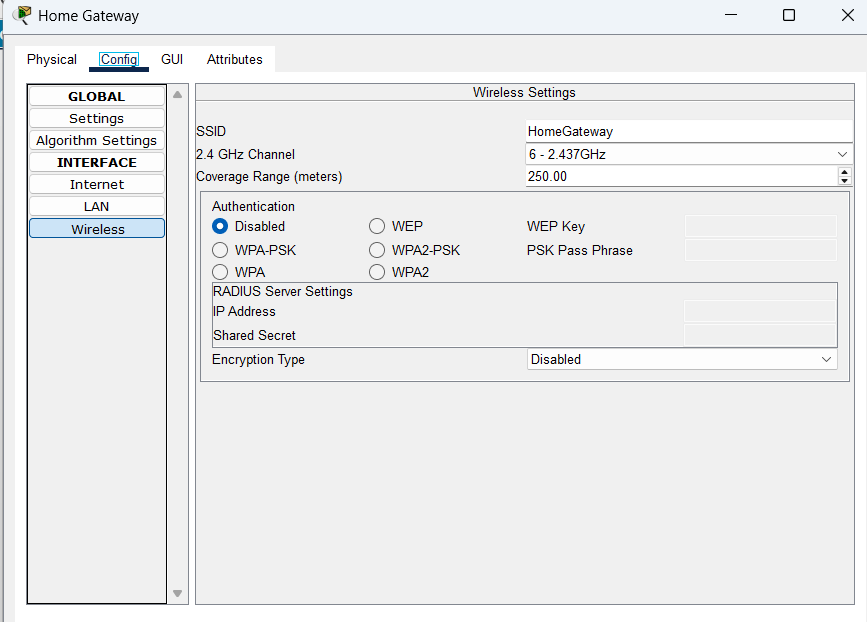 Home Gateway
Physical Config GUI Attributes
GLOBAL
Settings
Algorithm Settings
INTERFACE
Internet
LAN
Wireless
Wireless Settings
SSID HomeGateway
2.4 GHz Channel 6 - 2.437GHz
Coverage Range (meters) 250.00
Authentication
Disabled WEP WEP Key
WPA-PSK WPA2-PSK PSK Pass Phrase
WPA WPA2
RADIUS Server Settings
IP Address
Shared Secret
Encryption Type Disabled